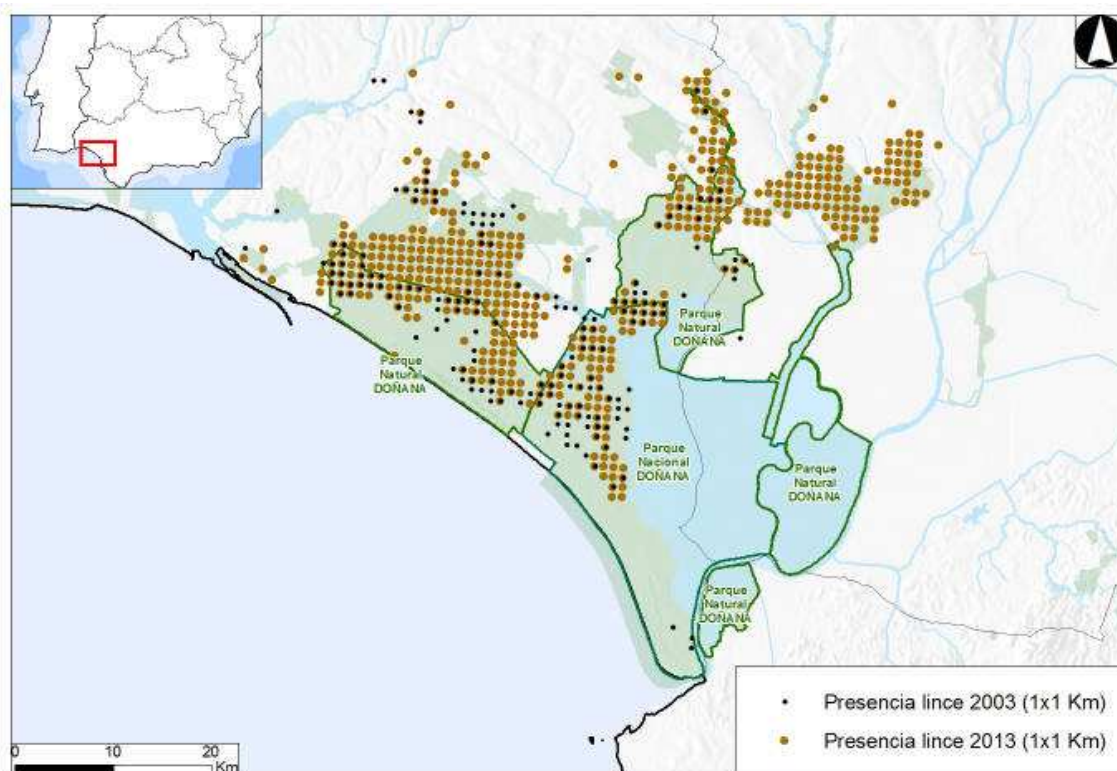 Parque
Natural
DOÑANA
Parque
Natural
DOÑANA
Parque
Nacional
DOÑANA
Parque
Natural
DOÑANA
Parque
Natural
DOÑANA
Presencia lince 2003 (1x1 Km)
Presencia lince 2013 (1x1 Km)
0 10 20
Km